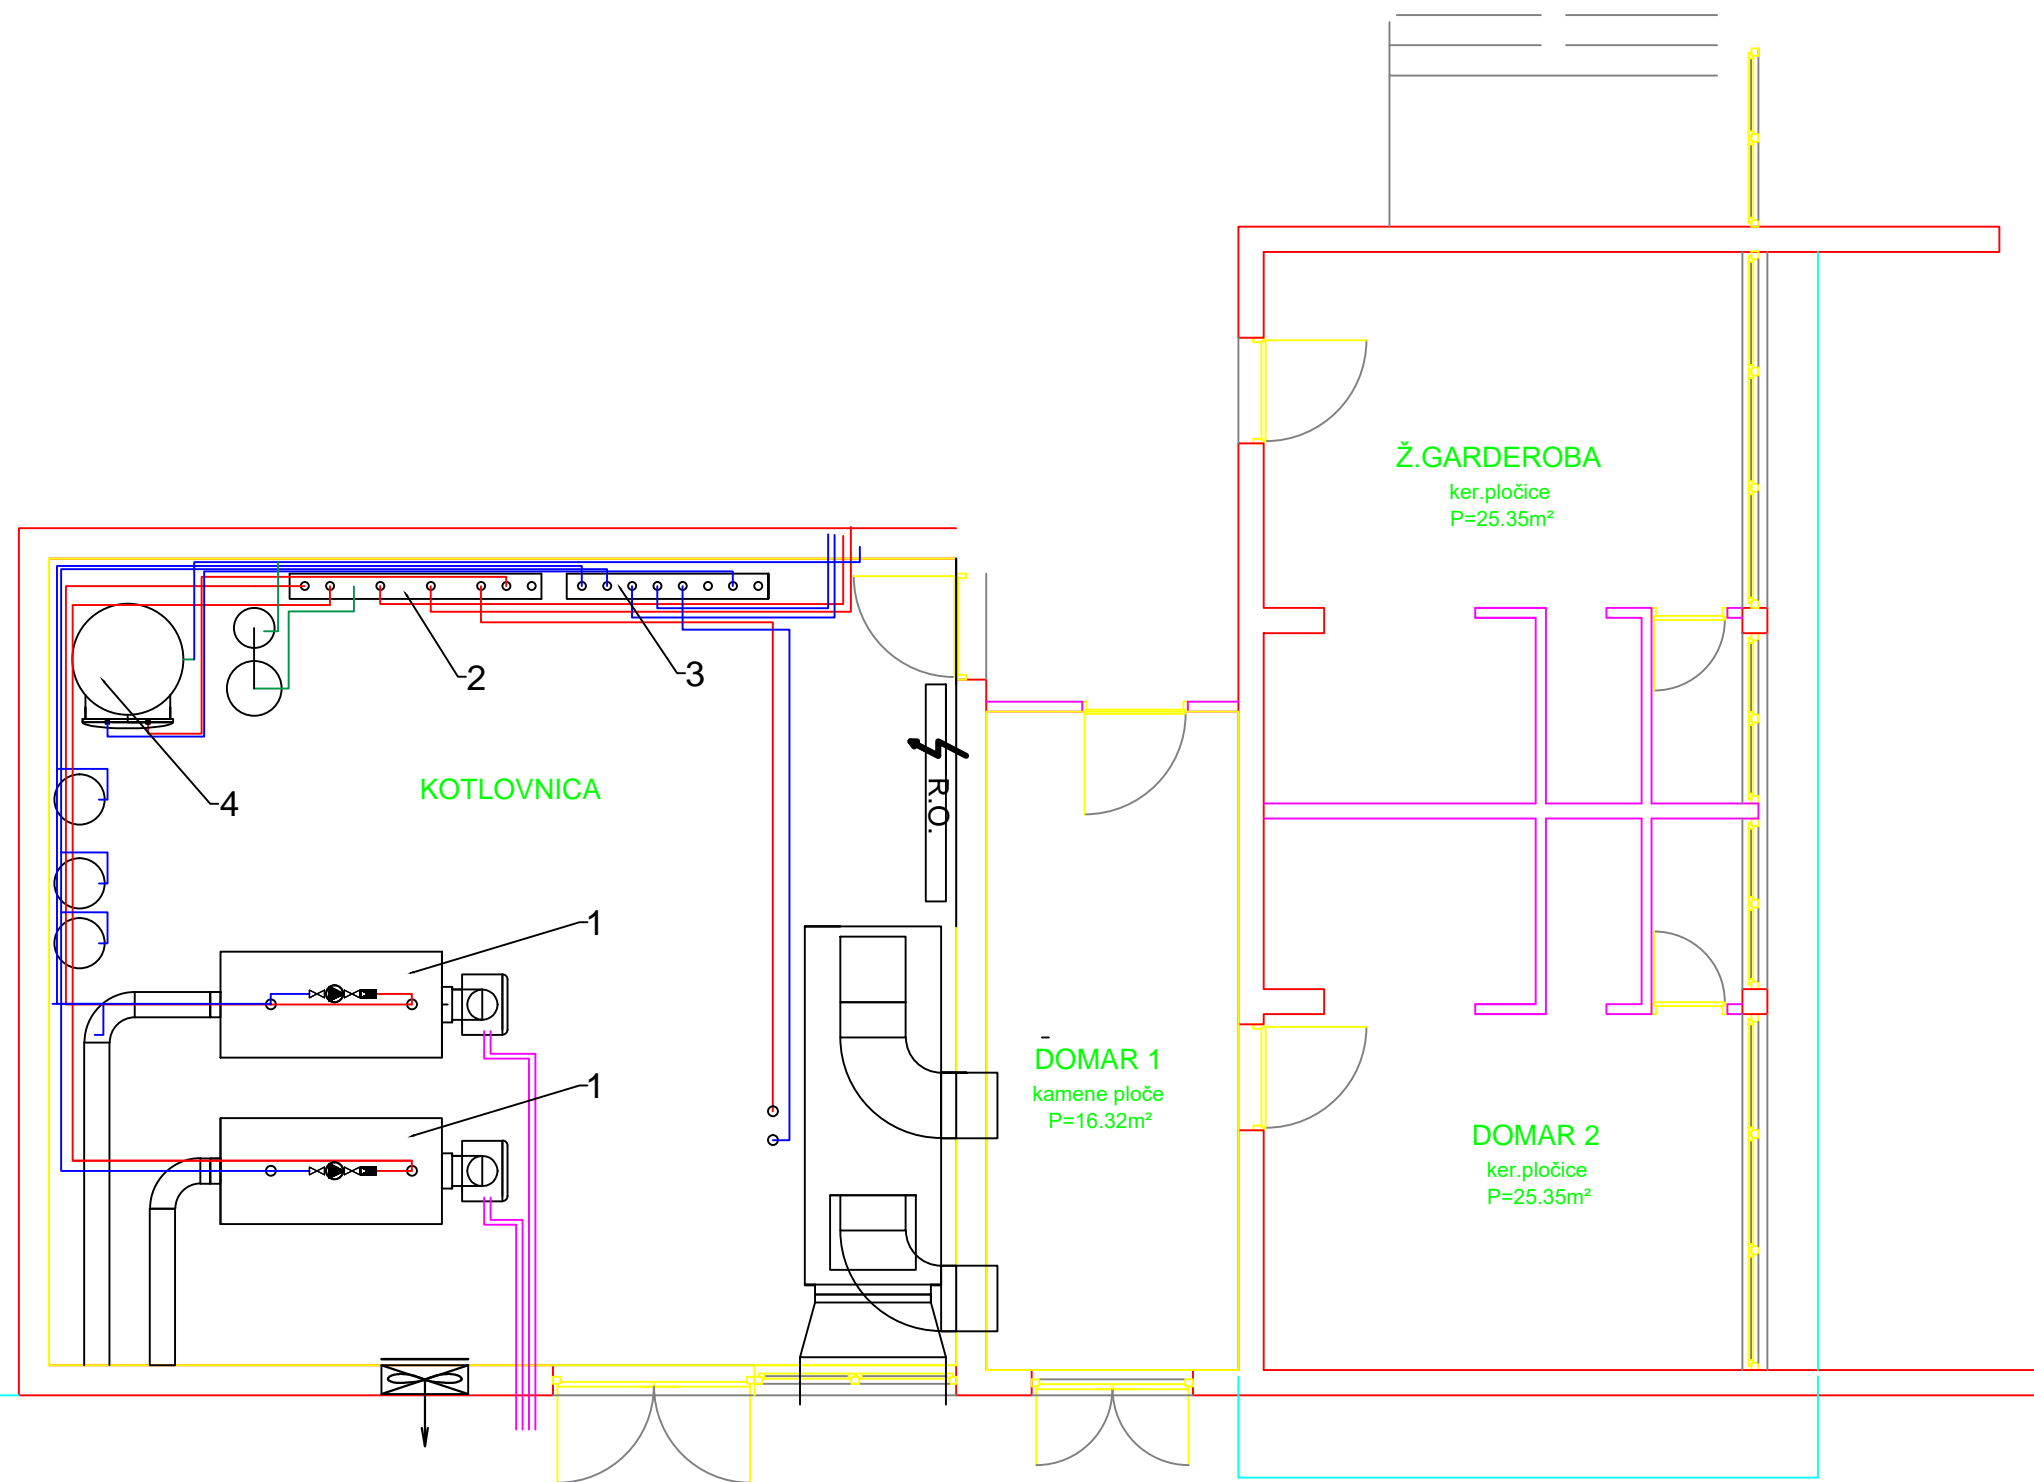 Ž.GARDEROBA
ker.pločice
P=25.35m²
2
3
KOTLOVNICA
4
R.O.
1
DOMAR 1
kamene ploče
P=16.32m²
1
DOMAR 2
ker.pločice
P=25.35m²